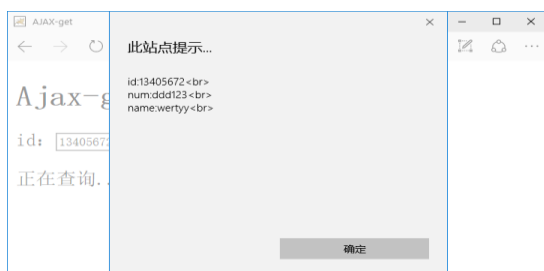 AJAX-get
此站点提示...
id:13405672<br>
num:ddd123<br>
name:wertyy<br>
Ajax-g
id: 1340567
正在查询..
确定